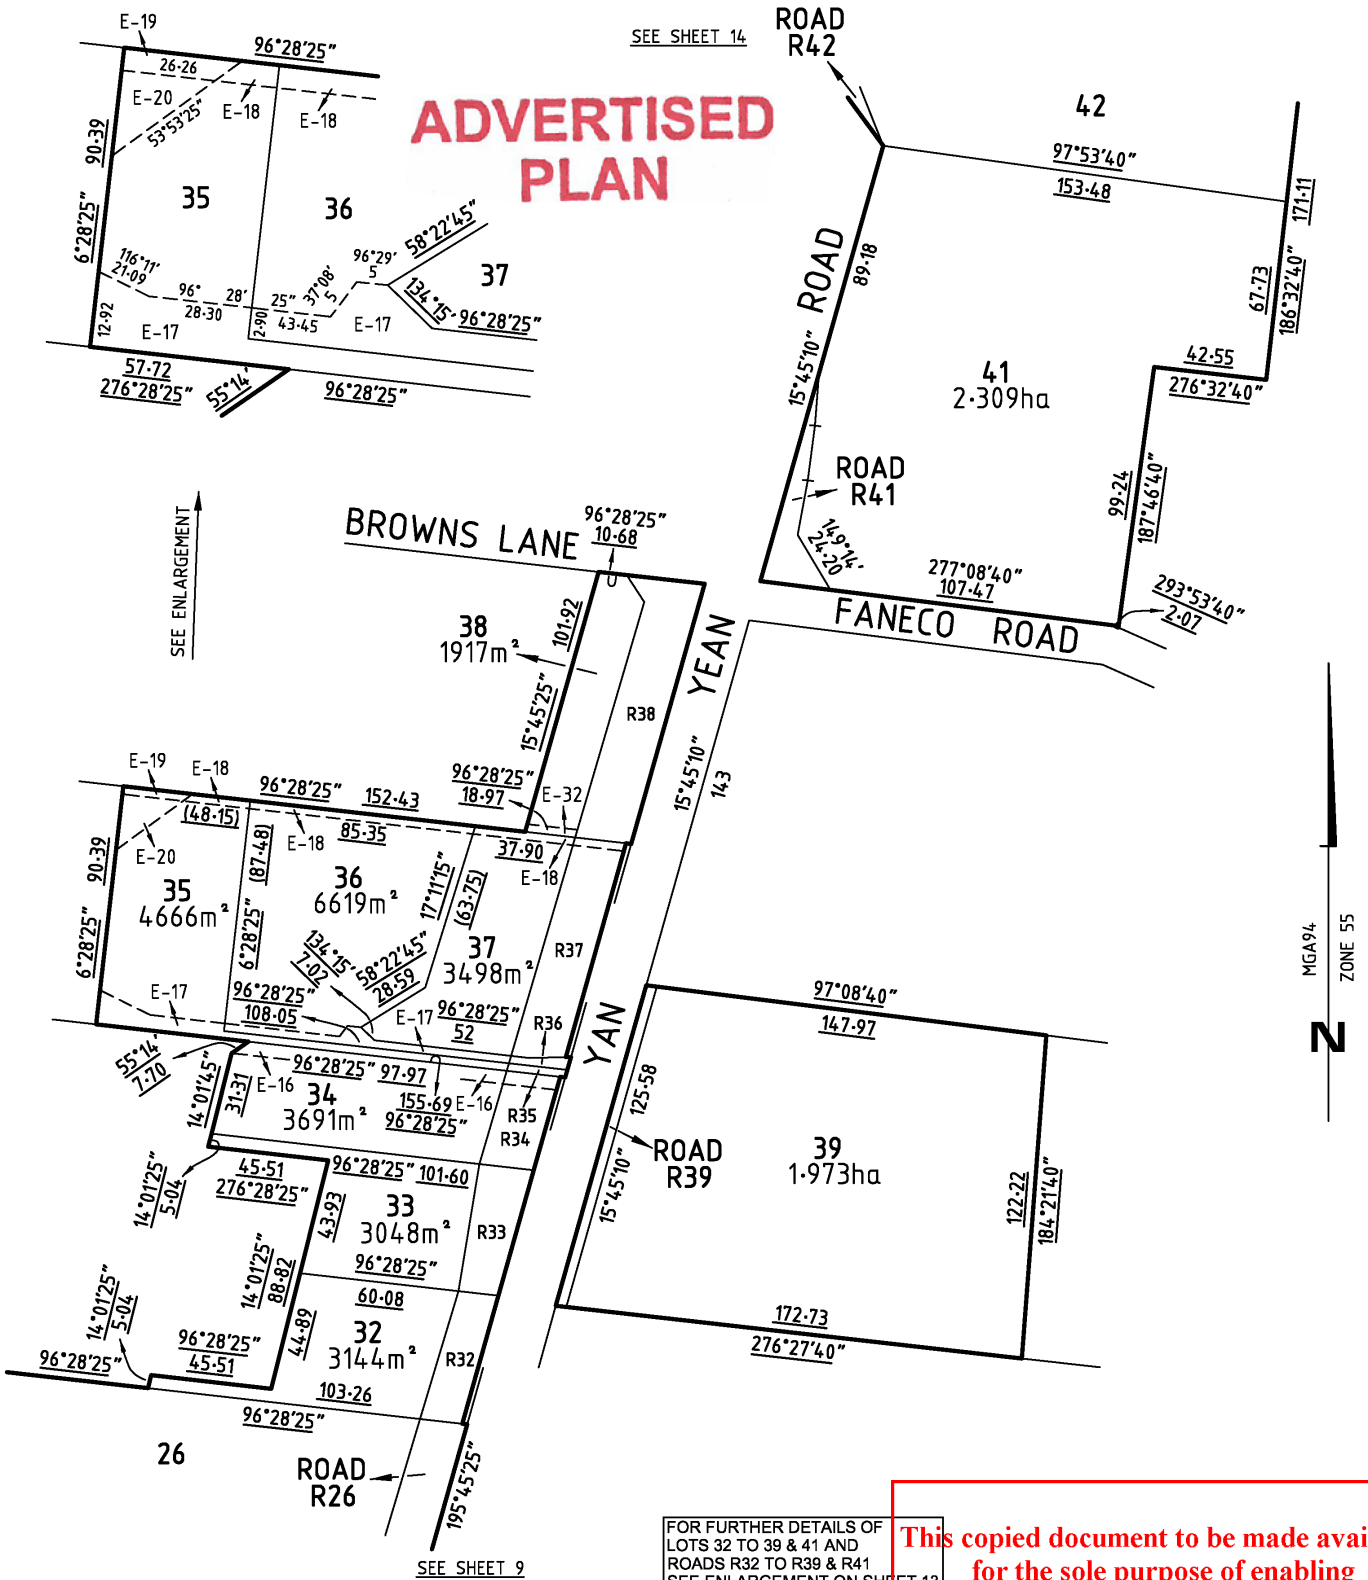 SEE SHEET 14
ROAD
R42
E-19
96°28'25"
26·26
E-20
53°53'25"
E-18
E-18
90·39
6°28'25"
35
36
37
116°11'
21·09
96° 28' 25"
28·30
43·45
37°08'
5
96°29'
5
58°22'45"
134°15'
96°28'25"
12·92
E-17
2·90
E-17
57·72
276°28'25"
55°14'
96°28'25"
ADVERTISED
PLAN
42
97°53'40"
153·48
171·11
186°32'40"
67·73
ROAD
89·18
15°45'10"
41
2·309ha
42·55
276°32'40"
ROAD
R41
149°14'
24·20
99·24
187°46'40"
277°08'40"
107·47
293°53'40"
2·07
FANECO ROAD
SEE ENLARGEMENT
BROWNS LANE
96°28'25"
10·68
38
1917m²
101·92
15°45'25"
R38
YAN YEAN
15°45'10"
143
E-19
E-18
96°28'25"
152·43
96°28'25"
18·97
E-32
(48·15)
E-18
85·35
37·90
E-18
E-20
90·39
6°28'25"
35
4666m²
(87·48)
6°28'25"
36
6619m²
17°11'15"
(63·75)
37
3498m²
R37
134°15'
7·02
58°22'45"
28·59
E-17
96°28'25"
108·05
E-17
96°28'25"
52
R36
55°14'
7·70
14°01'45"
31·31
E-16
96°28'25" 97·97
34
3691m²
155·69
96°28'25"
E-16
R35
R34
14°01'25"
5·04
45·51
276°28'25"
96°28'25" 101·60
43·93
33
3048m²
R33
96°28'25"
60·08
14°01'25"
88·82
44·89
32
3144m²
R32
14°01'25"
5·04
96°28'25"
96°28'25"
45·51
103·26
96°28'25"
26
ROAD
R26
195°45'25"
SEE SHEET 9
97°08'40"
147·97
125·58
15°45'10"
ROAD
R39
39
1·973ha
122·22
184°21'40"
172·73
276°27'40"
MGA94
ZONE 55
N
FOR FURTHER DETAILS OF
LOTS 32 TO 39 & 41 AND
ROADS R32 TO R39 & R41
SEE ENLARGEMENT ON SHEET 13
This copied document to be made avai
for the sole purpose of enabling